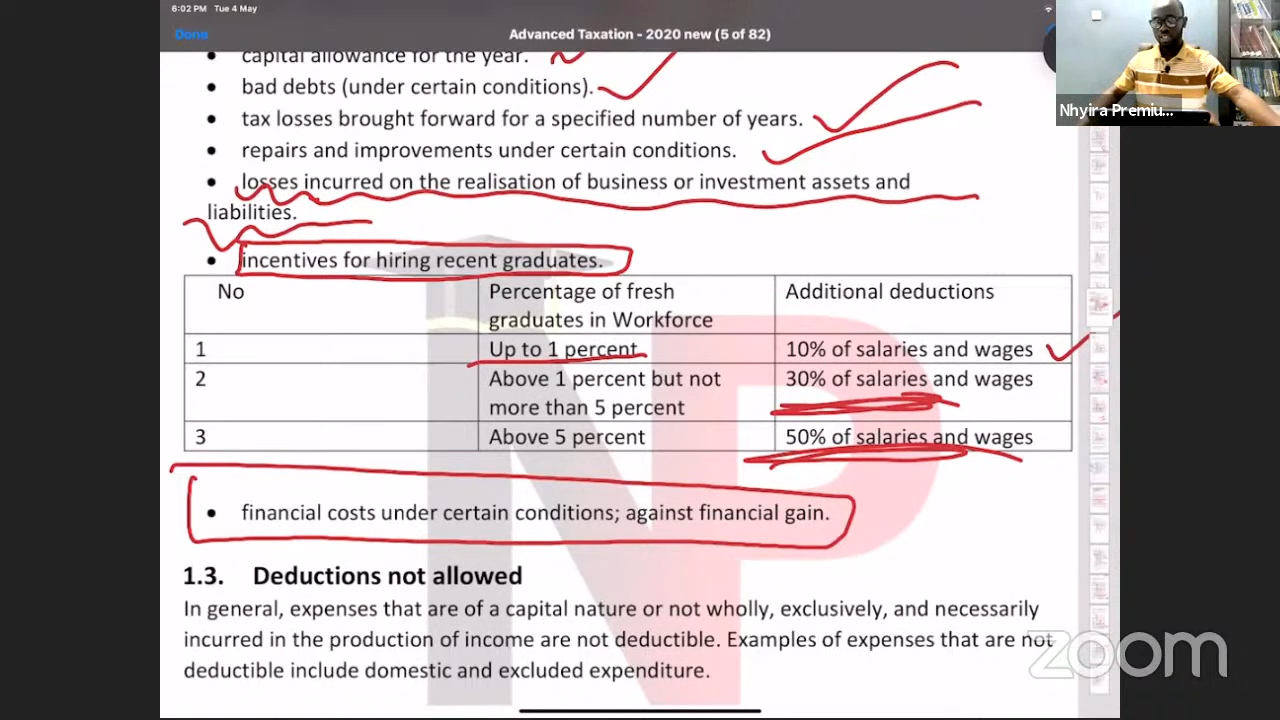 6:02 PM Tue 4 May
Done
Advanced Taxation - 2020 new (5 of 82)
Nhyira Premiu...
• capital allowance for the year.
• bad debts (under certain conditions).
• tax losses brought forward for a specified number of years.
• repairs and improvements under certain conditions.
• losses incurred on the realisation of business or investment assets and
liabilities.
• incentives for hiring recent graduates.
No Percentage of fresh Additional deductions
graduates in Workforce
1 Up to 1 percent 10% of salaries and wages
2 Above 1 percent but not 30% of salaries and wages
more than 5 percent
3 Above 5 percent 50% of salaries and wages
• financial costs under certain conditions; against financial gain.
1.3. Deductions not allowed
In general, expenses that are of a capital nature or not wholly, exclusively, and necessarily
incurred in the production of income are not deductible. Examples of expenses that are not
deductible include domestic and excluded expenditure.
zoom